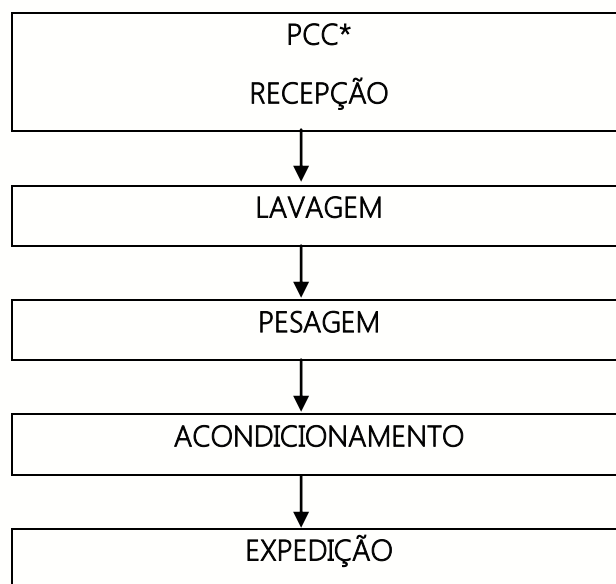 PCC*
RECEPÇÃO
LAVAGEM
PESAGEM
ACONDICIONAMENTO
EXPEDIÇÃO